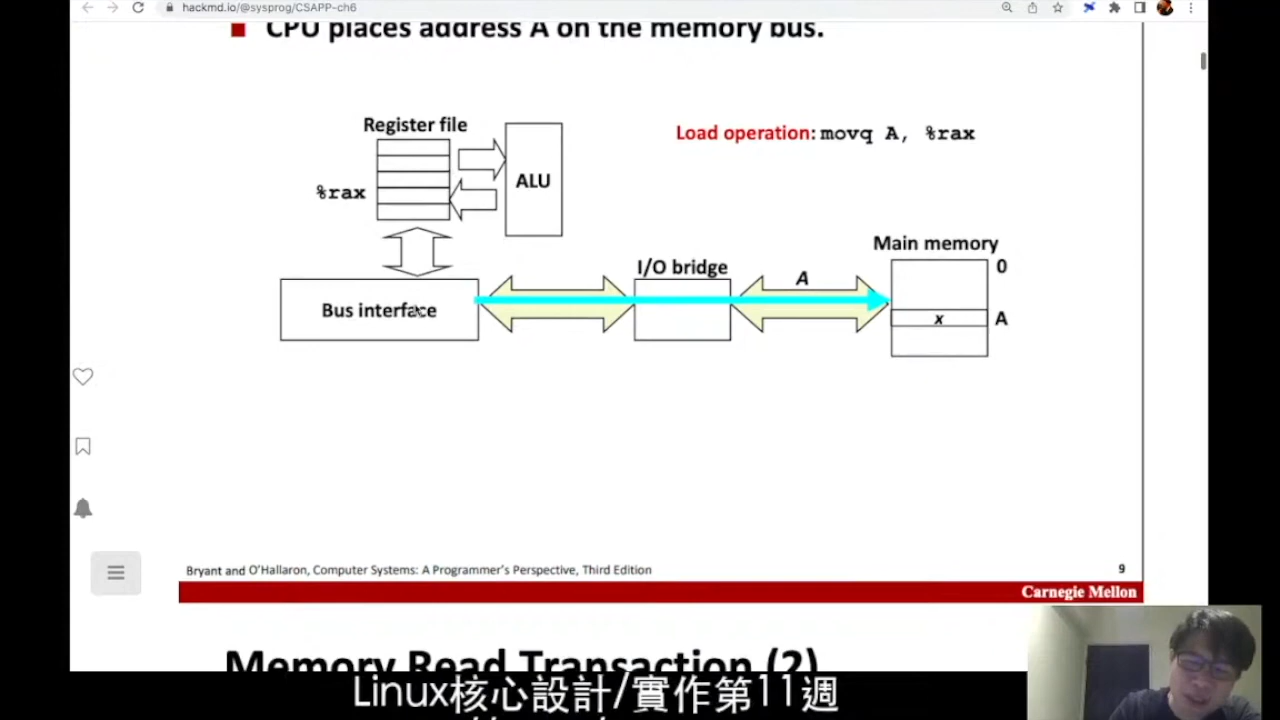 hackmd.io/@sysprog/CSAPP-ch6
CPU places address A on the memory bus.
Register file
Load operation: movq A, %rax
ALU
%rax
Main memory
I/O bridge
A
0
Bus interface
x
A
Bryant and O'Hallaron, Computer Systems: A Programmer's Perspective, Third Edition
9
Carnegie Mellon
Memory Read Transaction (2)
Linux核心設計/實作第11週